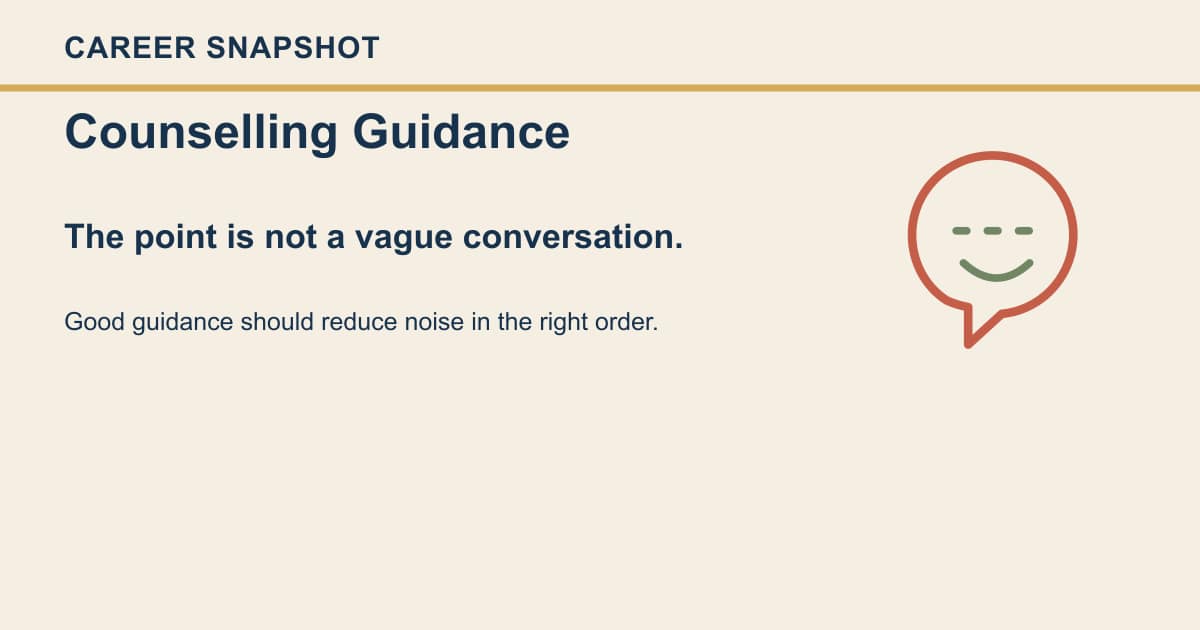 CAREER SNAPSHOT
Counselling Guidance
The point is not a vague conversation.
Good guidance should reduce noise in the right order.